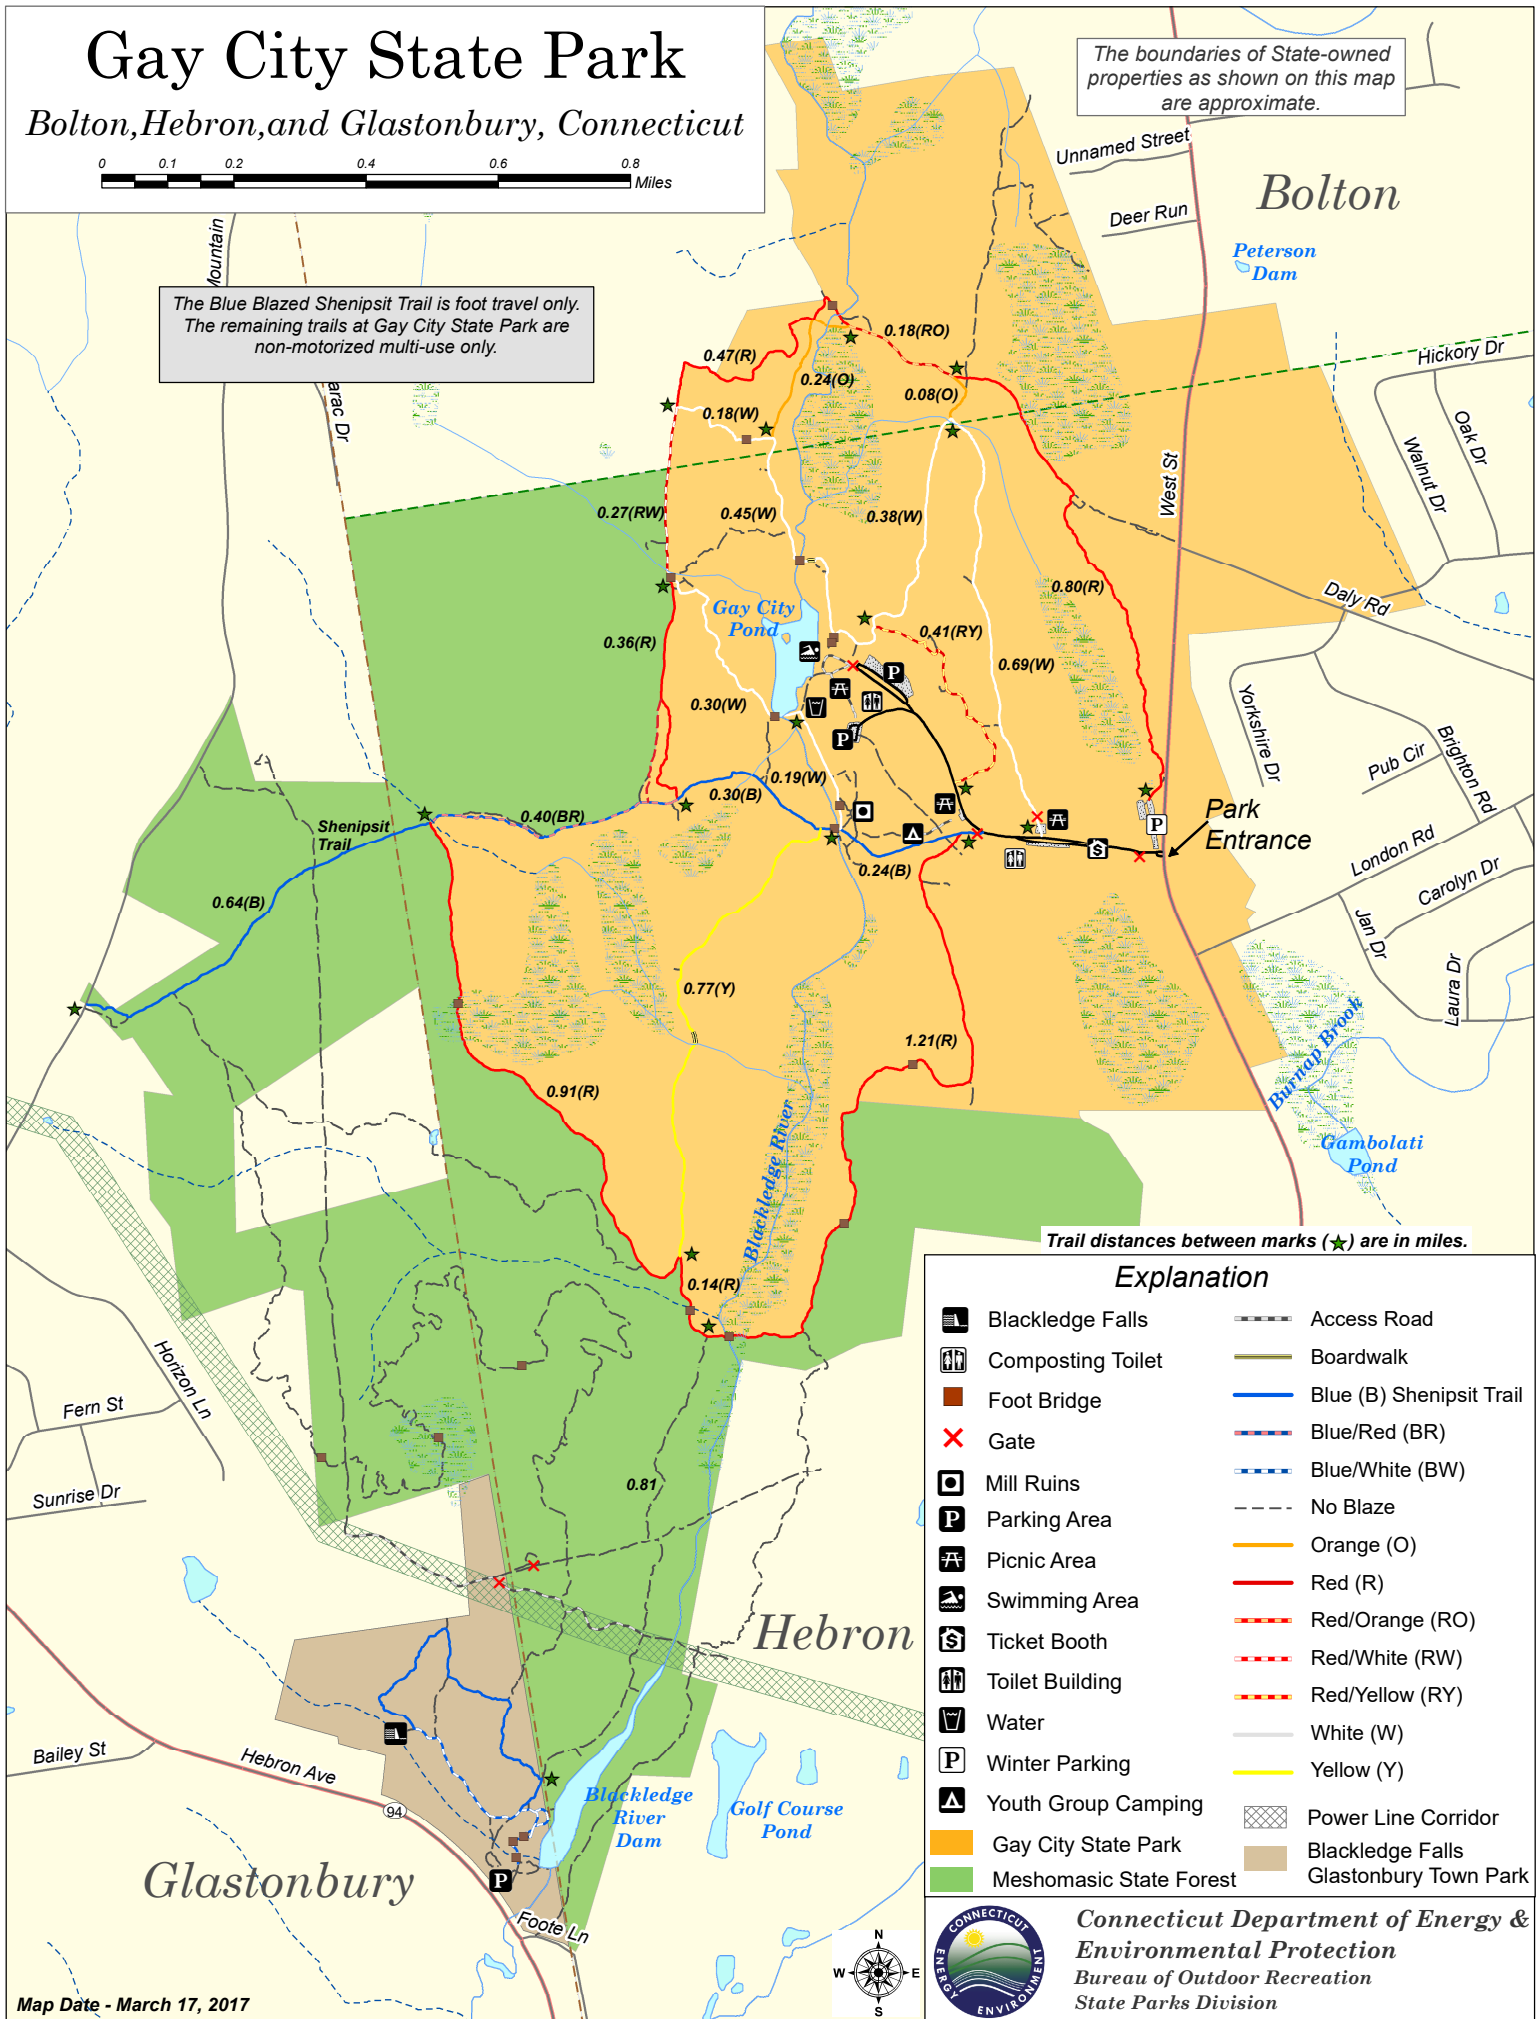 Gay City State Park
Bolton,Hebron,and Glastonbury, Connecticut
0 0.1 0.2 0.4 0.6 0.8
Miles
The boundaries of State-owned
properties as shown on this map
are approximate.
Unnamed Street
Bolton
Deer Run
Peterson
Dam
Mountain
The Blue Blazed Shenipsit Trail is foot travel only.
The remaining trails at Gay City State Park are
non-motorized multi-use only.
0.18(RO)
0.47(R)
Hickory Dr
0.24(O)
0.08(O)
arac Dr
0.18(W)
Oak Dr
Walnut Dr
West St
0.27(RW)
0.45(W)
0.38(W)
0.80(R)
Daly Rd
Gay City
Pond
0.41(RY)
0.36(R)
0.69(W)
P
0.30(W)
Yorkshire Dr
P
Pub Cir
Brighton Rd
0.19(W)
0.30(B)
0.40(BR)
Shenipsit
Trail
P
Park
Entrance
London Rd
$
0.24(B)
Carolyn Dr
0.64(B)
Jan Dr
Laura Dr
0.77(Y)
Burnap Brook
1.21(R)
0.91(R)
Blackledge River
Gambolati
Pond
Trail distances between marks ( ) are in miles.
0.14(R)
Horizon Ln
Fern St
Sunrise Dr
0.81
Hebron
Bailey St
Hebron Ave
94
Blackledge
River
Dam
Golf Course
Pond
Glastonbury
P
Foote Ln
Explanation
Blackledge Falls
Composting Toilet
Foot Bridge
Gate
Mill Ruins
P Parking Area
Picnic Area
Swimming Area
$ Ticket Booth
Toilet Building
Water
P Winter Parking
Youth Group Camping
Gay City State Park
Meshomasic State Forest
Access Road
Boardwalk
Blue (B) Shenipsit Trail
Blue/Red (BR)
Blue/White (BW)
No Blaze
Orange (O)
Red (R)
Red/Orange (RO)
Red/White (RW)
Red/Yellow (RY)
White (W)
Yellow (Y)
Power Line Corridor
Blackledge Falls
Glastonbury Town Park
N
W E
S
CONNECTICUT
ENERGY
ENVIRONMENT
Connecticut Department of Energy &
Environmental Protection
Bureau of Outdoor Recreation
State Parks Division
Map Date - March 17, 2017